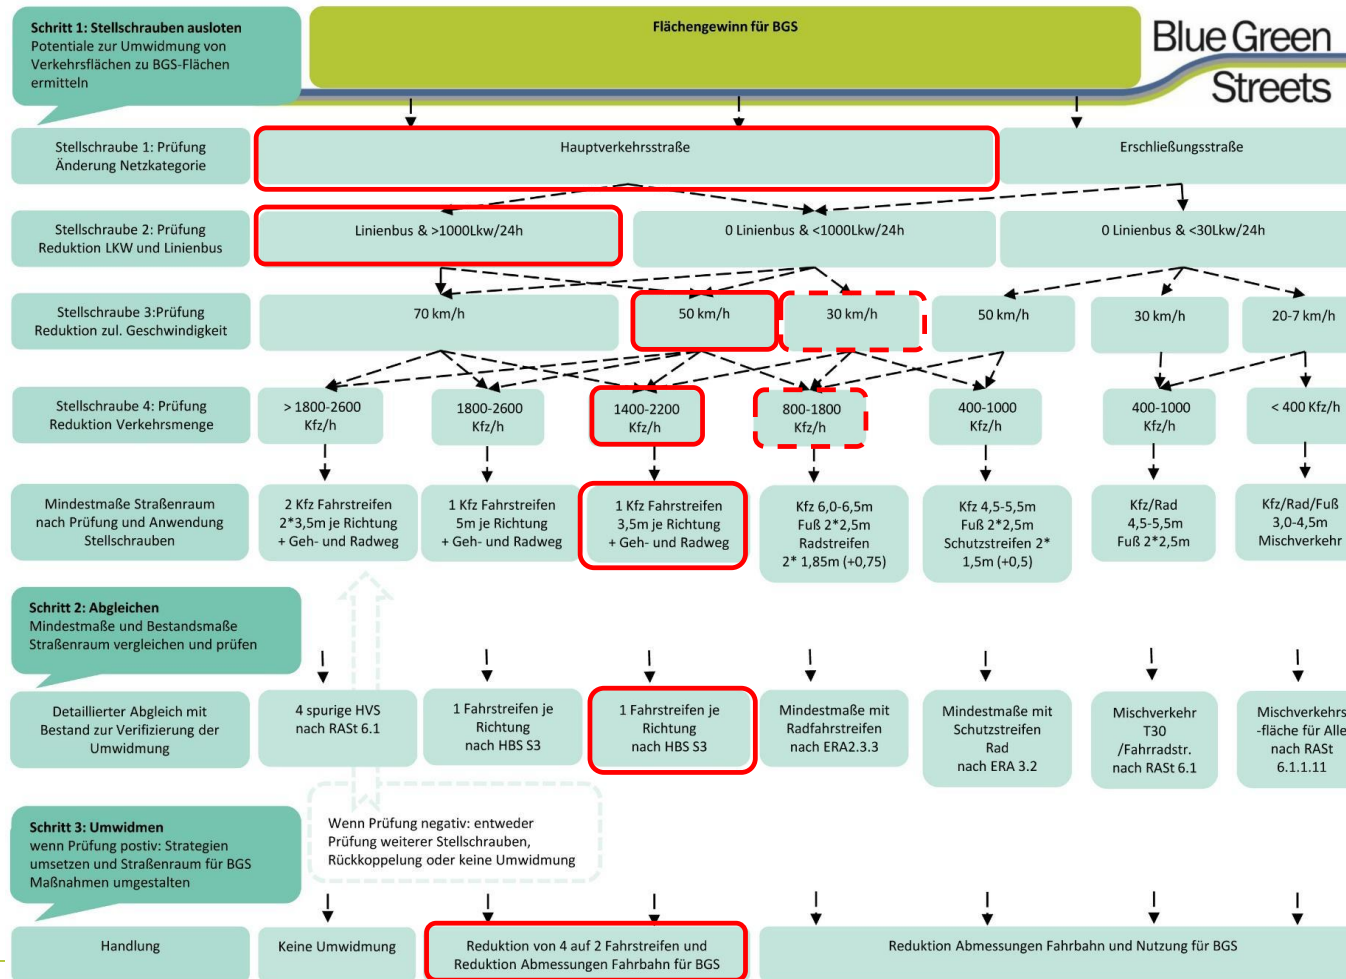 Schritt 1: Stellschrauben ausloten
Potentiale zur Umwidmung von
Verkehrsflächen zu BGS-Flächen
ermitteln
Flächengewinn für BGS
Blue Green
Streets
Stellschraube 1: Prüfung
Änderung Netzkategorie
Hauptverkehrsstraße
Erschließungsstraße
Stellschraube 2: Prüfung
Reduktion LKW und Linienbus
Linienbus & >1000Lkw/24h
0 Linienbus & <1000Lkw/24h
0 Linienbus & <30Lkw/24h
Stellschraube 3:Prüfung
Reduktion zul. Geschwindigkeit
70 km/h
50 km/h
30 km/h
50 km/h
30 km/h
20-7 km/h
Stellschraube 4: Prüfung
Reduktion Verkehrsmenge
> 1800-2600
Kfz/h
1800-2600
Kfz/h
1400-2200
Kfz/h
800-1800
Kfz/h
400-1000
Kfz/h
400-1000
Kfz/h
< 400 Kfz/h
Mindestmaße Straßenraum
nach Prüfung und Anwendung
Stellschrauben
2 Kfz Fahrstreifen
2*3,5m je Richtung
+ Geh- und Radweg
1 Kfz Fahrstreifen
5m je Richtung
+ Geh- und Radweg
1 Kfz Fahrstreifen
3,5m je Richtung
+ Geh- und Radweg
Kfz 6,0-6,5m
Fuß 2*2,5m
Radstreifen
2* 1,85m (+0,75)
Kfz 4,5-5,5m
Fuß 2*2,5m
Schutzstreifen 2*
1,5m (+0,5)
Kfz/Rad
4,5-5,5m
Fuß 2*2,5m
Kfz/Rad/Fuß
3,0-4,5m
Mischverkehr
Schritt 2: Abgleichen
Mindestmaße und Bestandsmaße
Straßenraum vergleichen und prüfen
Detaillierter Abgleich mit
Bestand zur Verifizierung der
Umwidmung
4 spurige HVS
nach RASt 6.1
1 Fahrstreifen je
Richtung
nach HBS S3
1 Fahrstreifen je
Richtung
nach HBS S3
Mindestmaße mit
Radfahrstreifen
nach ERA2.3.3
Mindestmaße mit
Schutzstreifen
Rad
nach ERA 3.2
Mischverkehr
T30
/Fahrradstr.
nach RASt 6.1
Mischverkehrs
-fläche für Alle
nach RASt
6.1.1.11
Schritt 3: Umwidmen
wenn Prüfung postiv: Strategien
umsetzen und Straßenraum für BGS
Maßnahmen umgestalten
Wenn Prüfung negativ: entweder
Prüfung weiterer Stellschrauben,
Rückkoppelung oder keine Umwidmung
Handlung
Keine Umwidmung
Reduktion von 4 auf 2 Fahrstreifen und
Reduktion Abmessungen Fahrbahn für BGS
Reduktion Abmessungen Fahrbahn und Nutzung für BGS